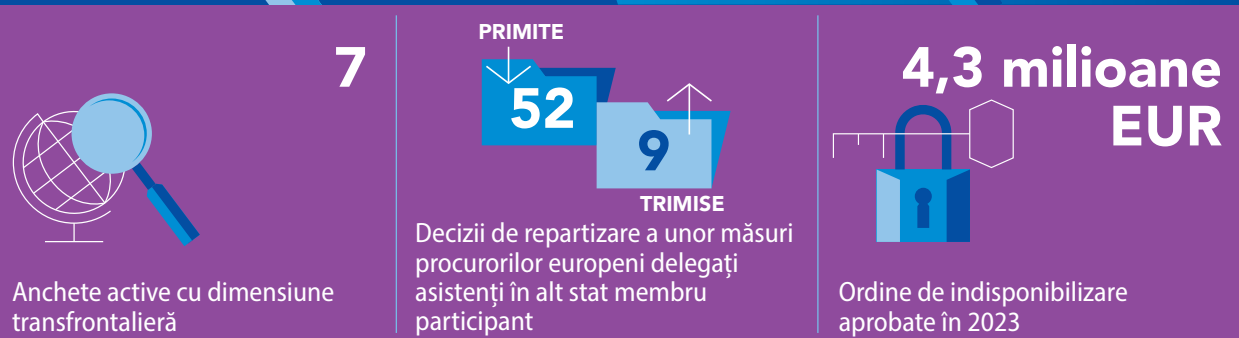 7
Anchete active cu dimensiune
transfrontalieră
PRIMITE
52
9
TRIMISE
Decizii de repartizare a unor măsuri
procurorilor europeni delegați
asistenți în alt stat membru
participant
4,3 milioane
EUR
Ordine de indisponibilizare
aprobate în 2023